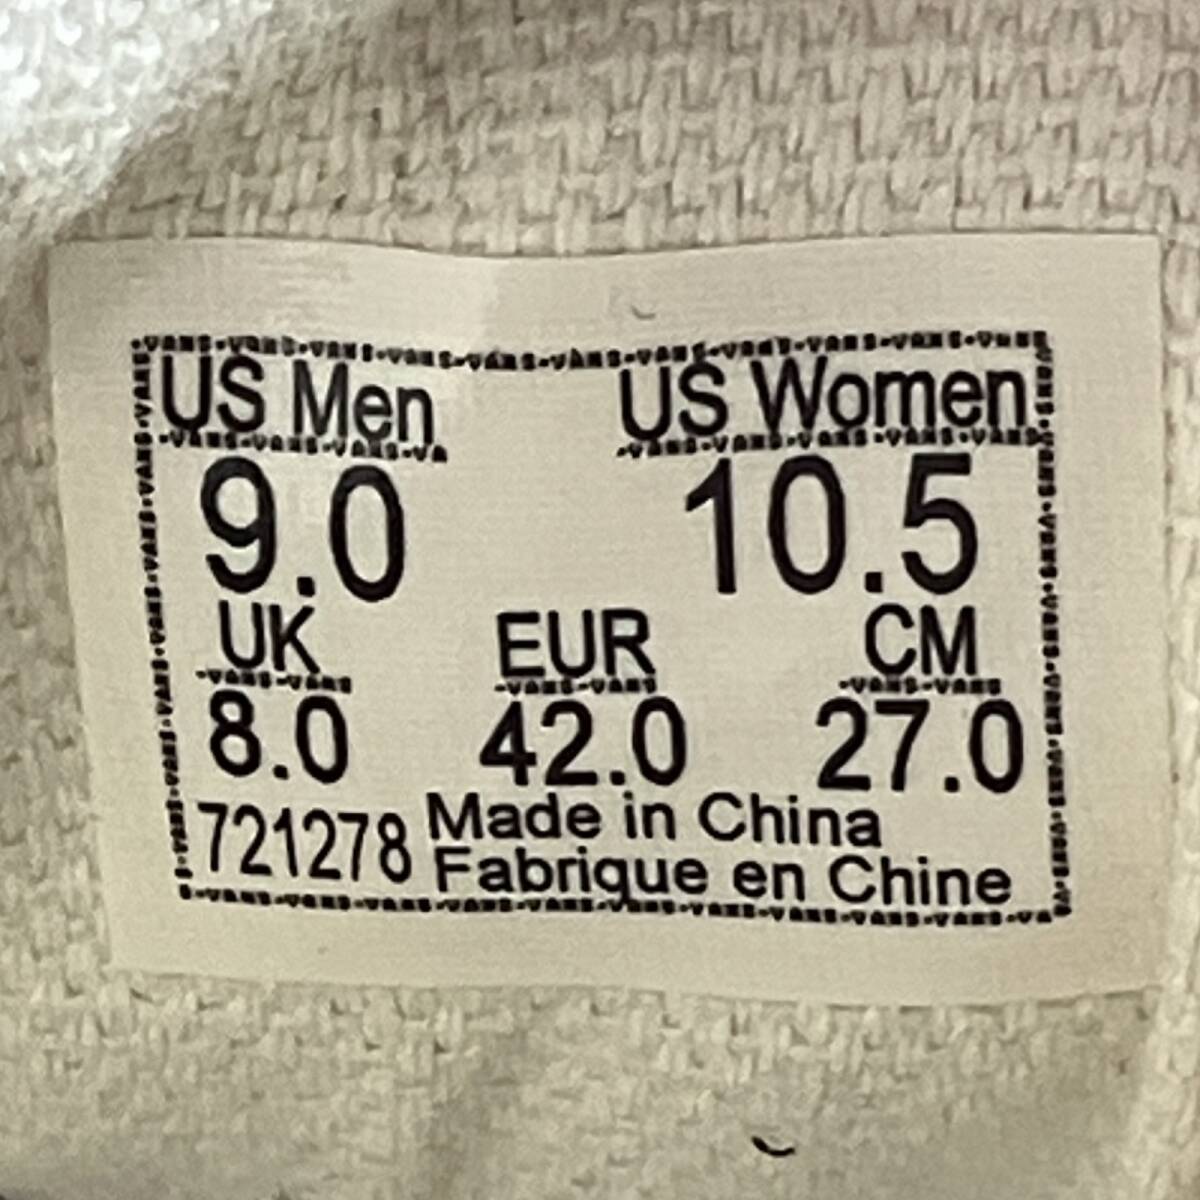 US Men US Women
9.0 10.5
UK EUR CM
8.0 42.0 27.0
721278 Made in China
Fabrique en Chine